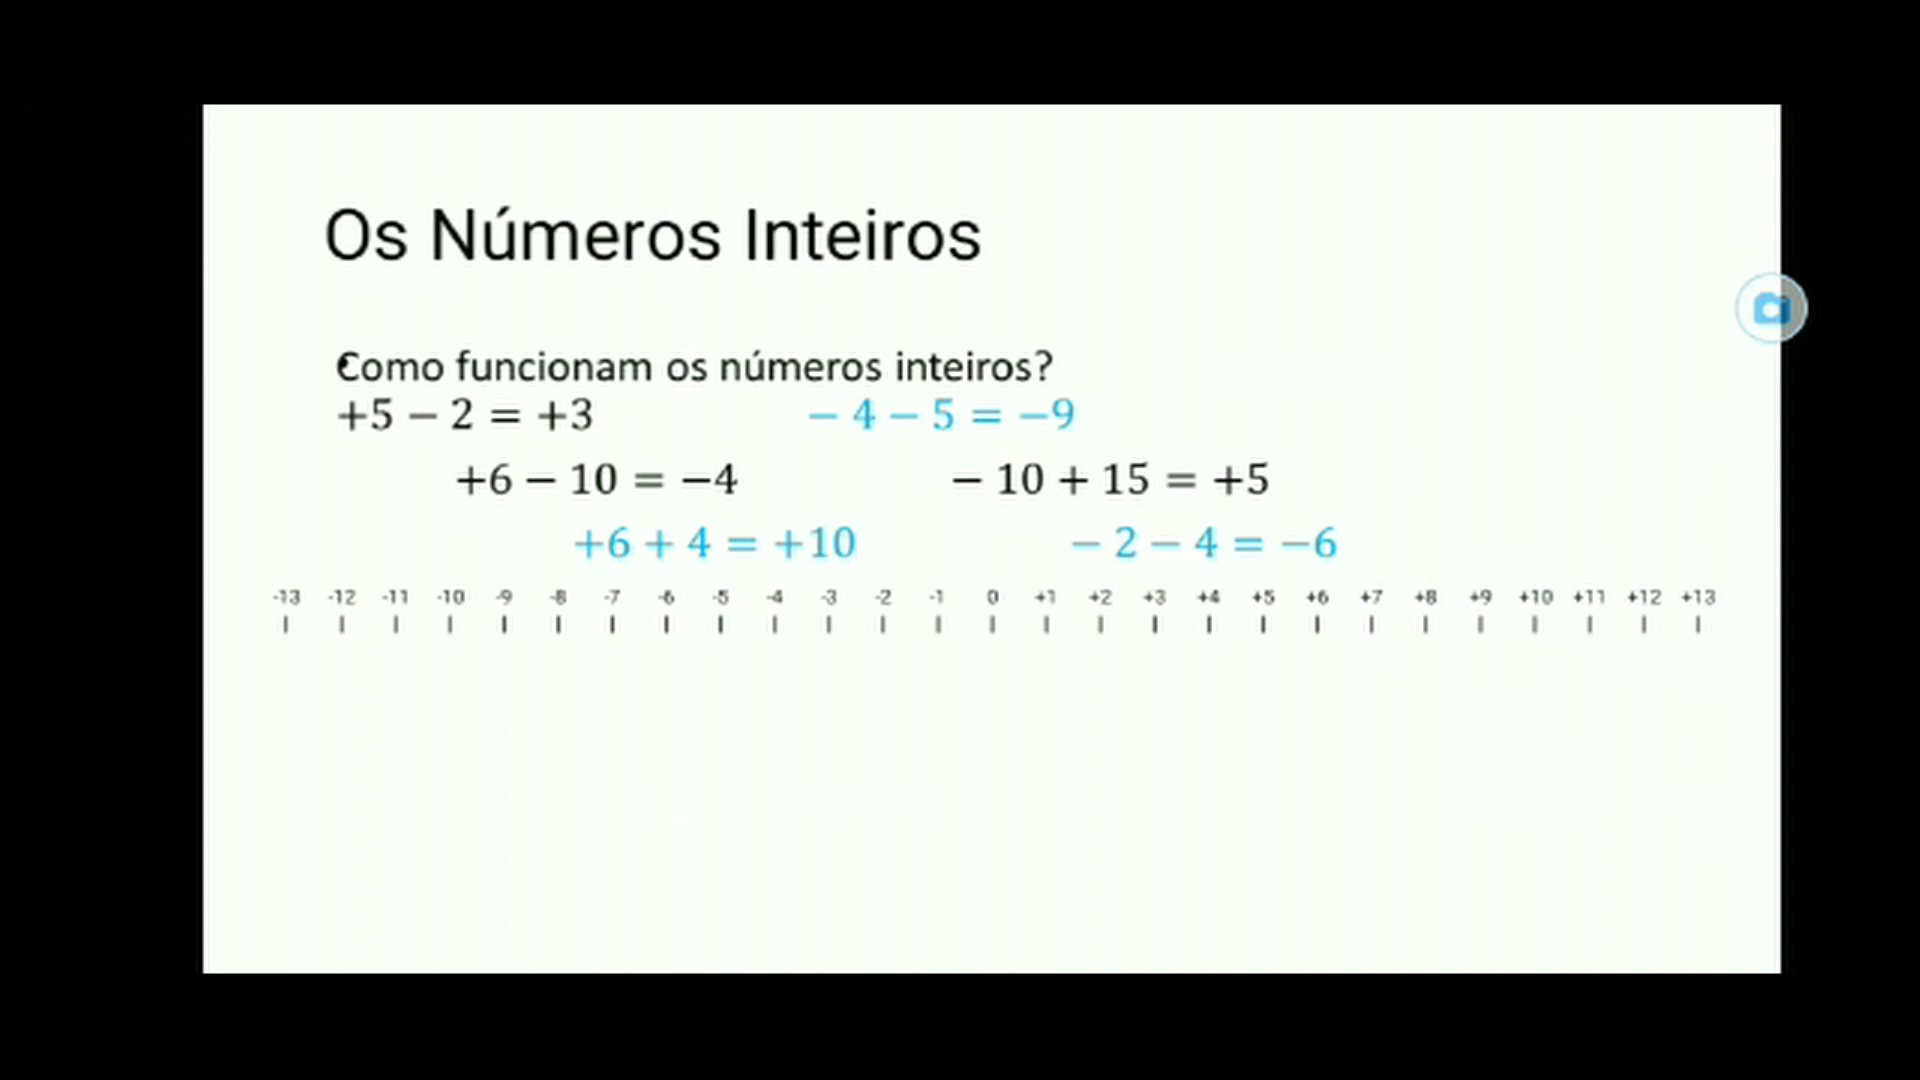 Os Números Inteiros
•Como funcionam os números inteiros?
+5 − 2 = +3 − 4 − 5 = −9
+6 − 10 = −4 − 10 + 15 = +5
+6 + 4 = +10 − 2 − 4 = −6
-13 -12 -11 -10 -9 -8 -7 -6 -5 -4 -3 -2 -1 0 +1 +2 +3 +4 +5 +6 +7 +8 +9 +10 +11 +12 +13